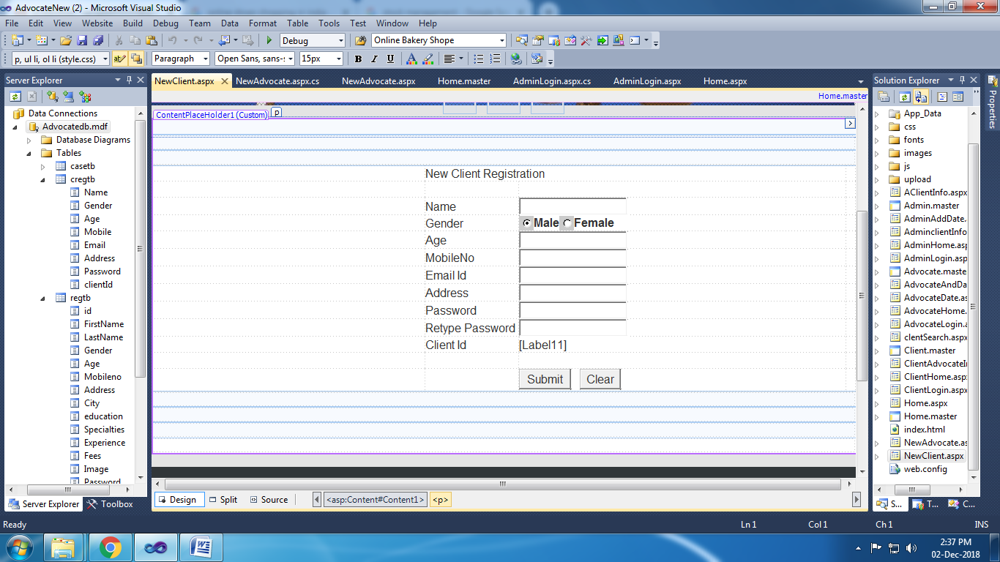 AdvocateNew (2) - Microsoft Visual Studio
File Edit View Website Build Debug Team Data Format Table Tools Test Window Help
Debug Online Bakery Shope
p, ul li, ol li (style.css) Paragraph Open Sans, sans-s 15px B I U A
Server Explorer
Data Connections
Advocatedb.mdf
Database Diagrams
Tables
casetb
cregtb
Name
Gender
Age
Mobile
Email
Address
Password
clientId
regtb
id
FirstName
LastName
Gender
Age
Mobileno
Address
City
education
Specialties
Experience
Fees
Image
Password
Server Explorer Toolbox
NewClient.aspx NewAdvocate.aspx.cs NewAdvocate.aspx Home.master AdminLogin.aspx.cs AdminLogin.aspx Home.aspx
Home.master
ContentPlaceHolder1 (Custom) p
New Client Registration
Name
Gender Male Female
Age
MobileNo
Email Id
Address
Password
Retype Password
Client Id [Label11]
Submit Clear
Design Split Source <asp:Content#Content1> <p>
Solution Explorer
App_Data
css
fonts
images
js
upload
AClientInfo.aspx
Admin.master
AdminAddDate.
AdminclientInfo
AdminHome.asp
AdminLogin.asp
Advocate.maste
AdvocateAndDa
AdvocateDate.as
AdvocateHome.
AdvocateLogin.a
clentSearch.aspx
Client.master
ClientAdvocateI
ClientHome.asp
ClientLogin.aspx
Home.aspx
Home.master
index.html
NewAdvocate.as
NewClient.aspx
web.config
S... T... C...
Properties
Ready Ln 1 Col 1 Ch 1 INS
2:37 PM
02-Dec-2018